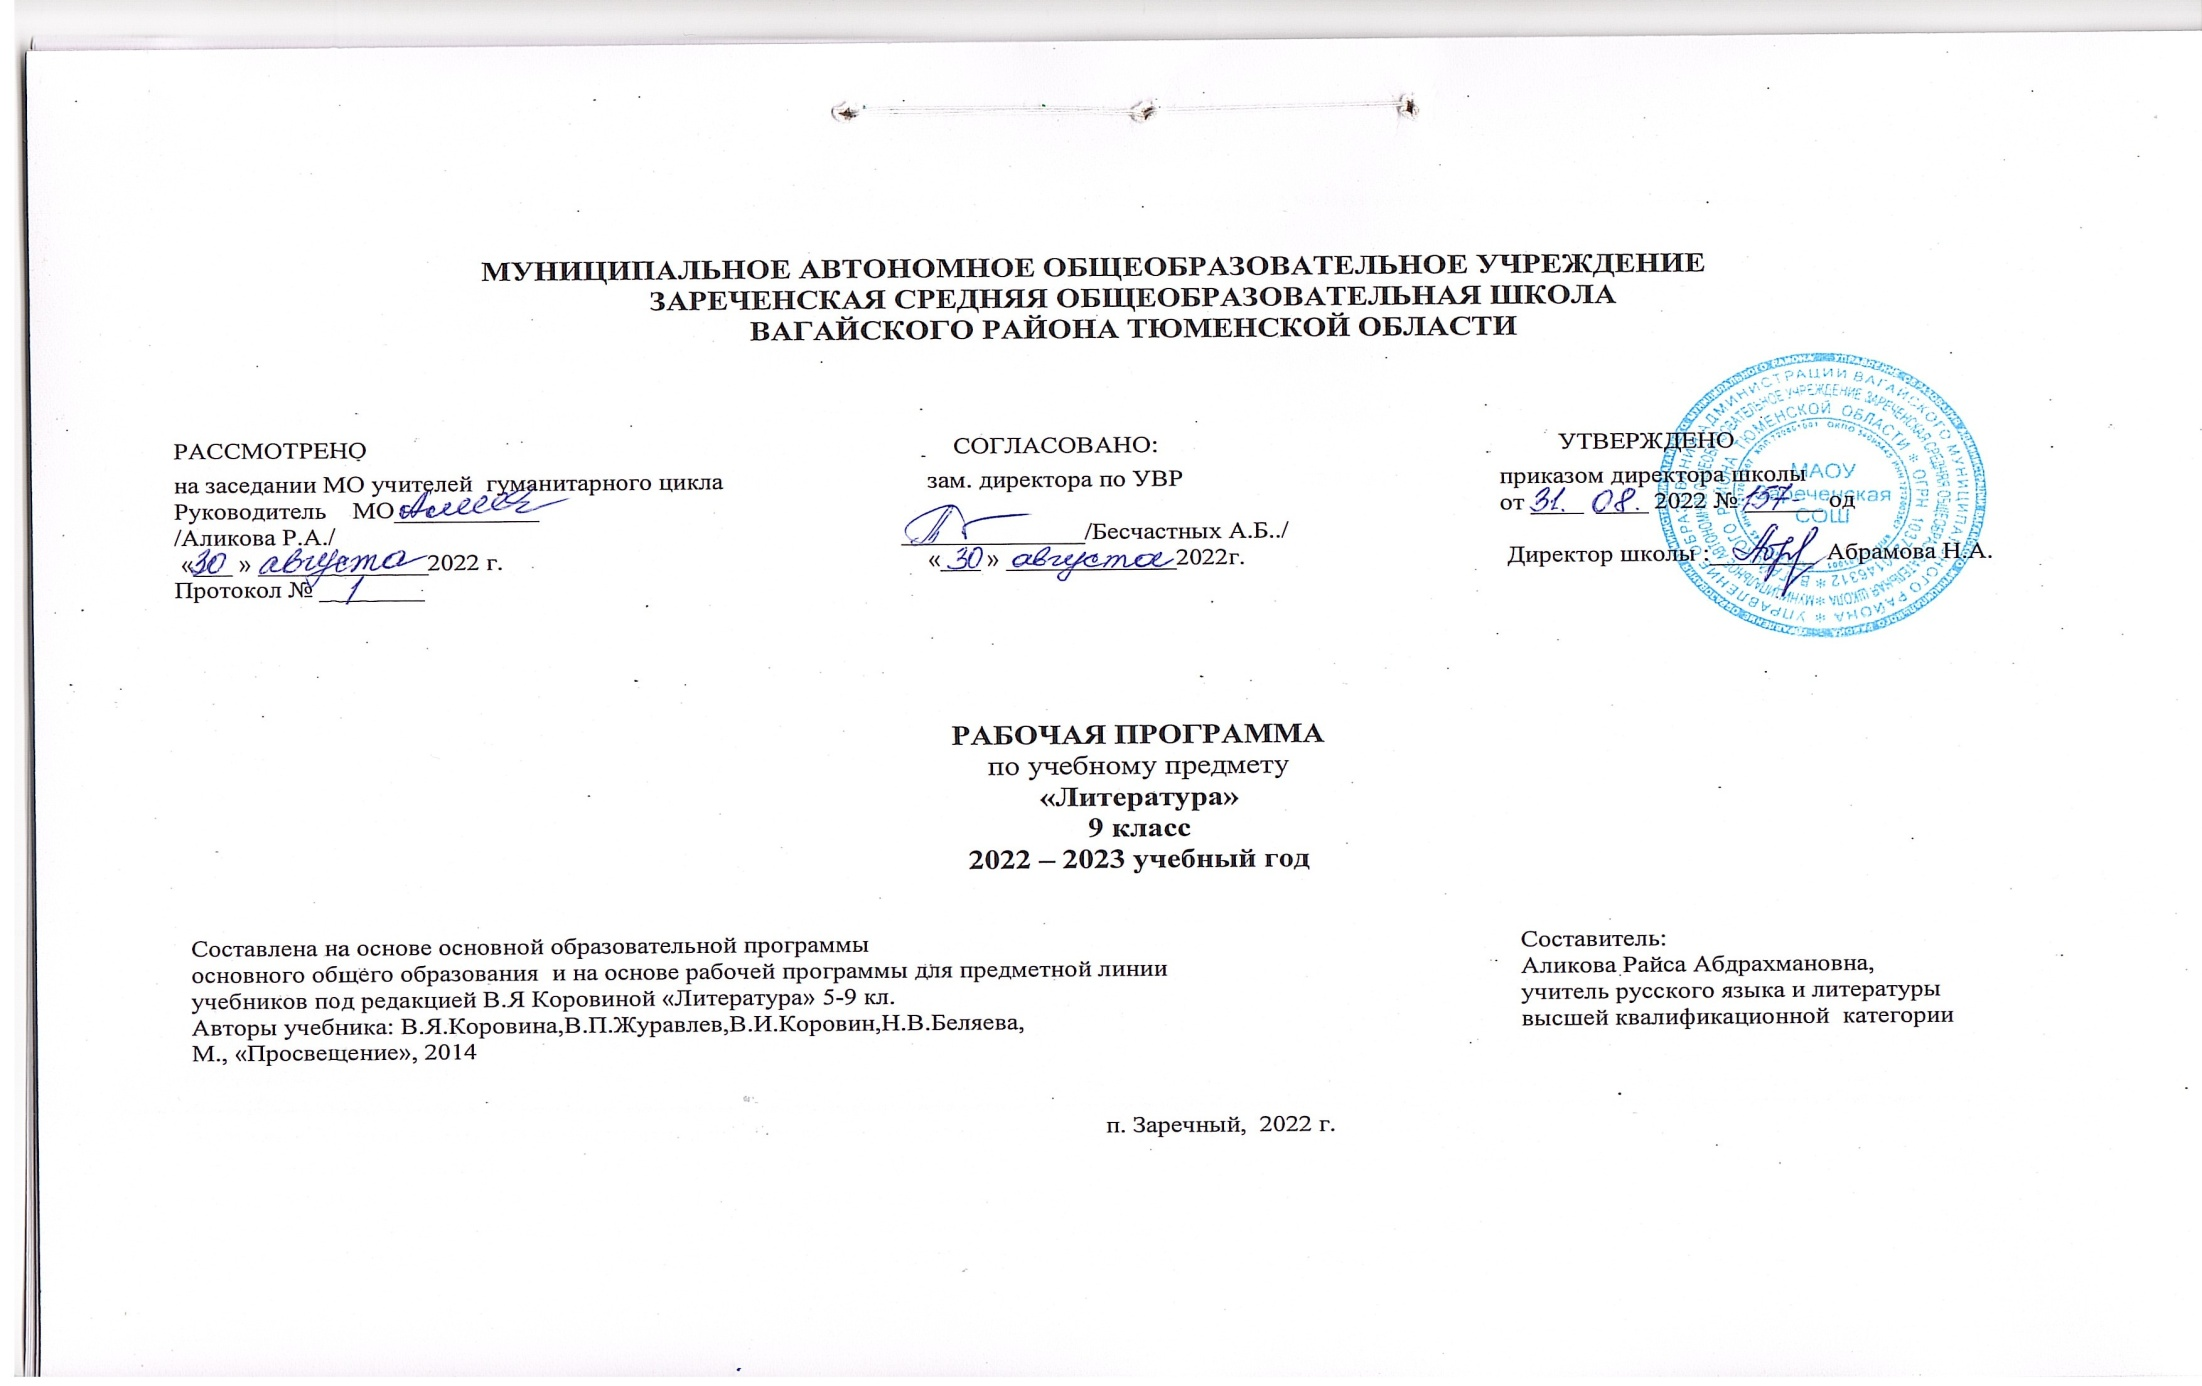 МУНИЦИПАЛЬНОЕ АВТОНОМНОЕ ОБЩЕОБРАЗОВАТЕЛЬНОЕ УЧРЕЖДЕНИЕ
ЗАРЕЧЕНСКАЯ СРЕДНЯЯ ОБЩЕОБРАЗОВАТЕЛЬНАЯ ШКОЛА
ВАГАЙСКОГО РАЙОНА ТЮМЕНСКОЙ ОБЛАСТИ
РАССМОТРЕНО
на заседании МО учителей гуманитарного цикла
Руководитель МО____________
/Аликова Р.А./
«30» августа 2022 г.
Протокол № 1
СОГЛАСОВАНО:
зам. директора по УВР
_______________/Бесчастных А.Б../
«30» августа 2022г.
УТВЕРЖДЕНО
приказом директора школы
от 31. 08. 2022 № 157- од
Директор школы :_________ Абрамова Н.А.
МАОУ
Зареченская
СОШ
РАБОЧАЯ ПРОГРАММА
по учебному предмету
«Литература»
9 класс
2022 – 2023 учебный год
Составлена на основе основной образовательной программы
основного общего образования и на основе рабочей программы для предметной линии
учебников под редакцией В.Я Коровиной «Литература» 5-9 кл.
Авторы учебника: В.Я.Коровина,В.П.Журавлев,В.И.Коровин,Н.В.Беляева,
М., «Просвещение», 2014
Составитель:
Аликова Райса Абдрахмановна,
учитель русского языка и литературы
высшей квалификационной категории
п. Заречный, 2022 г.